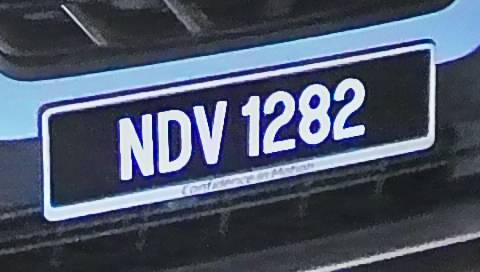 NDV 1282
Confidence in Motion